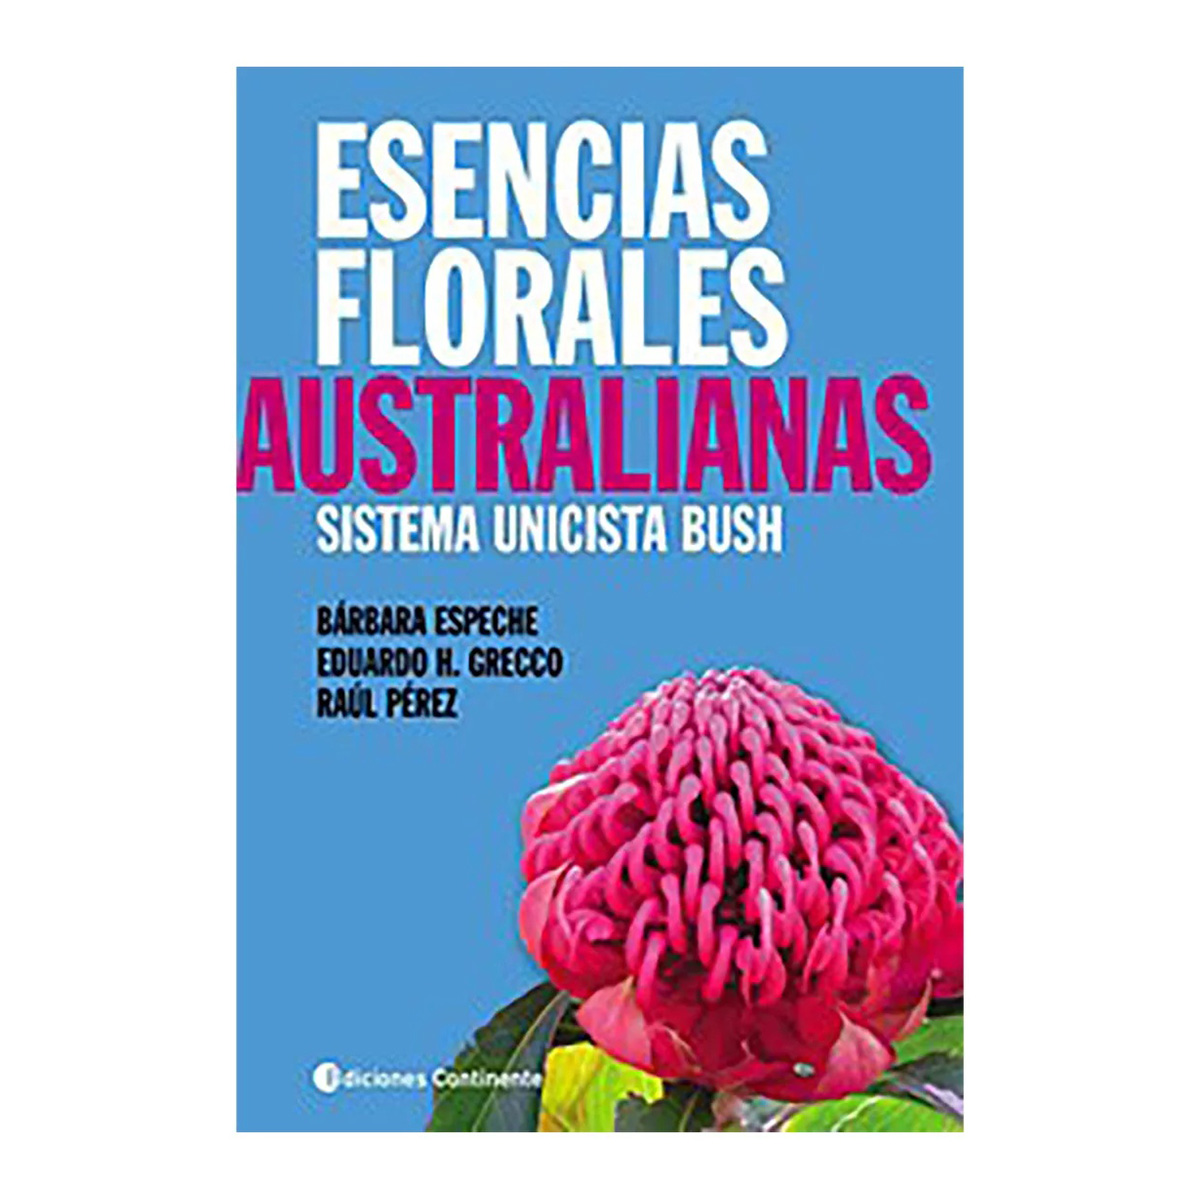 ESENCIAS
FLORALES
AUSTRALIANAS
SISTEMA UNICISTA BUSH
BÁRBARA ESPECHE
EDUARDO H. GRECCO
RAÚL PÉREZ
Ediciones Continente